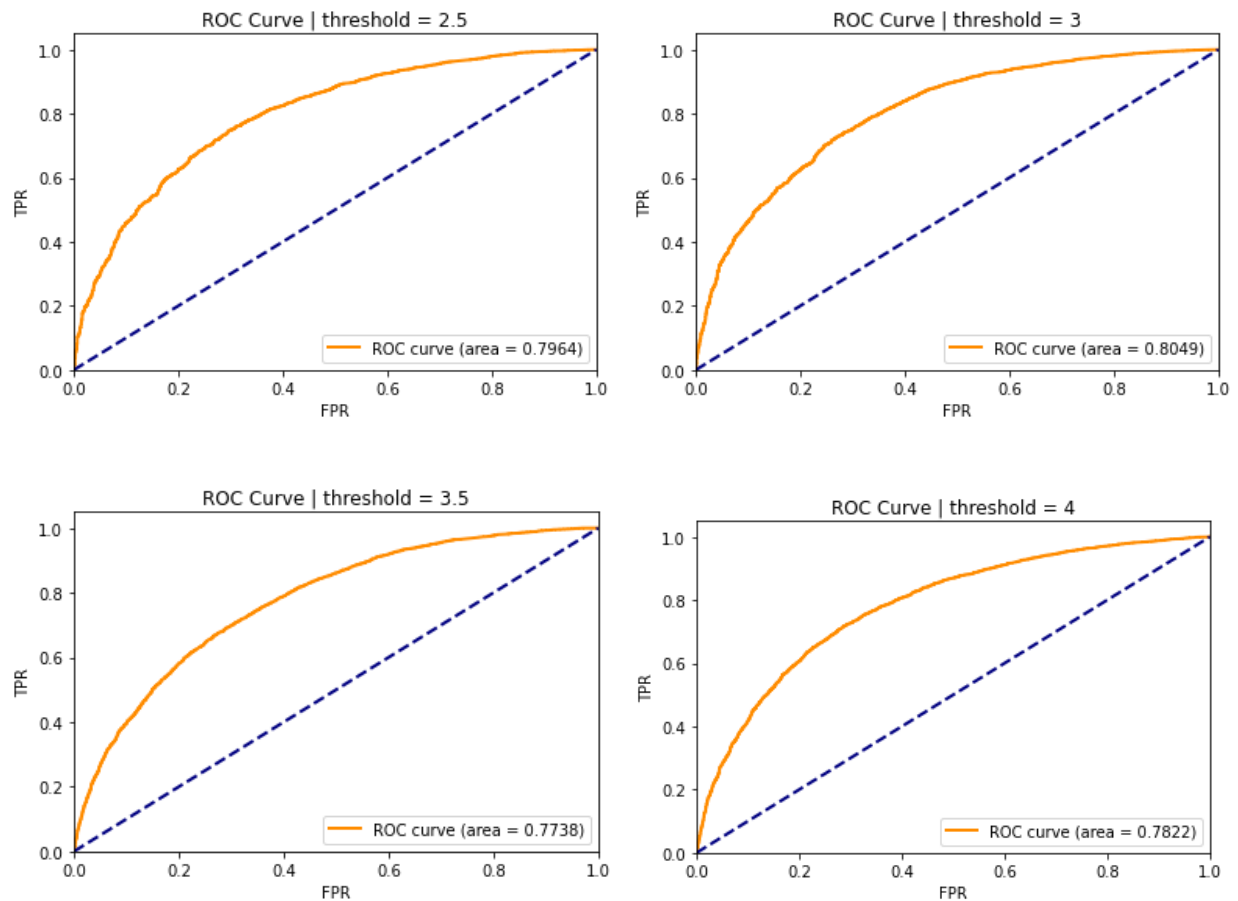 ROC Curve | threshold = 2.5
1.0
0.8
0.6
0.4
0.2
0.0
TPR
ROC curve (area = 0.7964)
0.0 0.2 0.4 0.6 0.8 1.0
FPR
ROC Curve | threshold = 3
1.0
0.8
0.6
0.4
0.2
0.0
TPR
ROC curve (area = 0.8049)
0.0 0.2 0.4 0.6 0.8 1.0
FPR
ROC Curve | threshold = 3.5
1.0
0.8
0.6
0.4
0.2
0.0
TPR
ROC curve (area = 0.7738)
0.0 0.2 0.4 0.6 0.8 1.0
FPR
ROC Curve | threshold = 4
1.0
0.8
0.6
0.4
0.2
0.0
TPR
ROC curve (area = 0.7822)
0.0 0.2 0.4 0.6 0.8 1.0
FPR